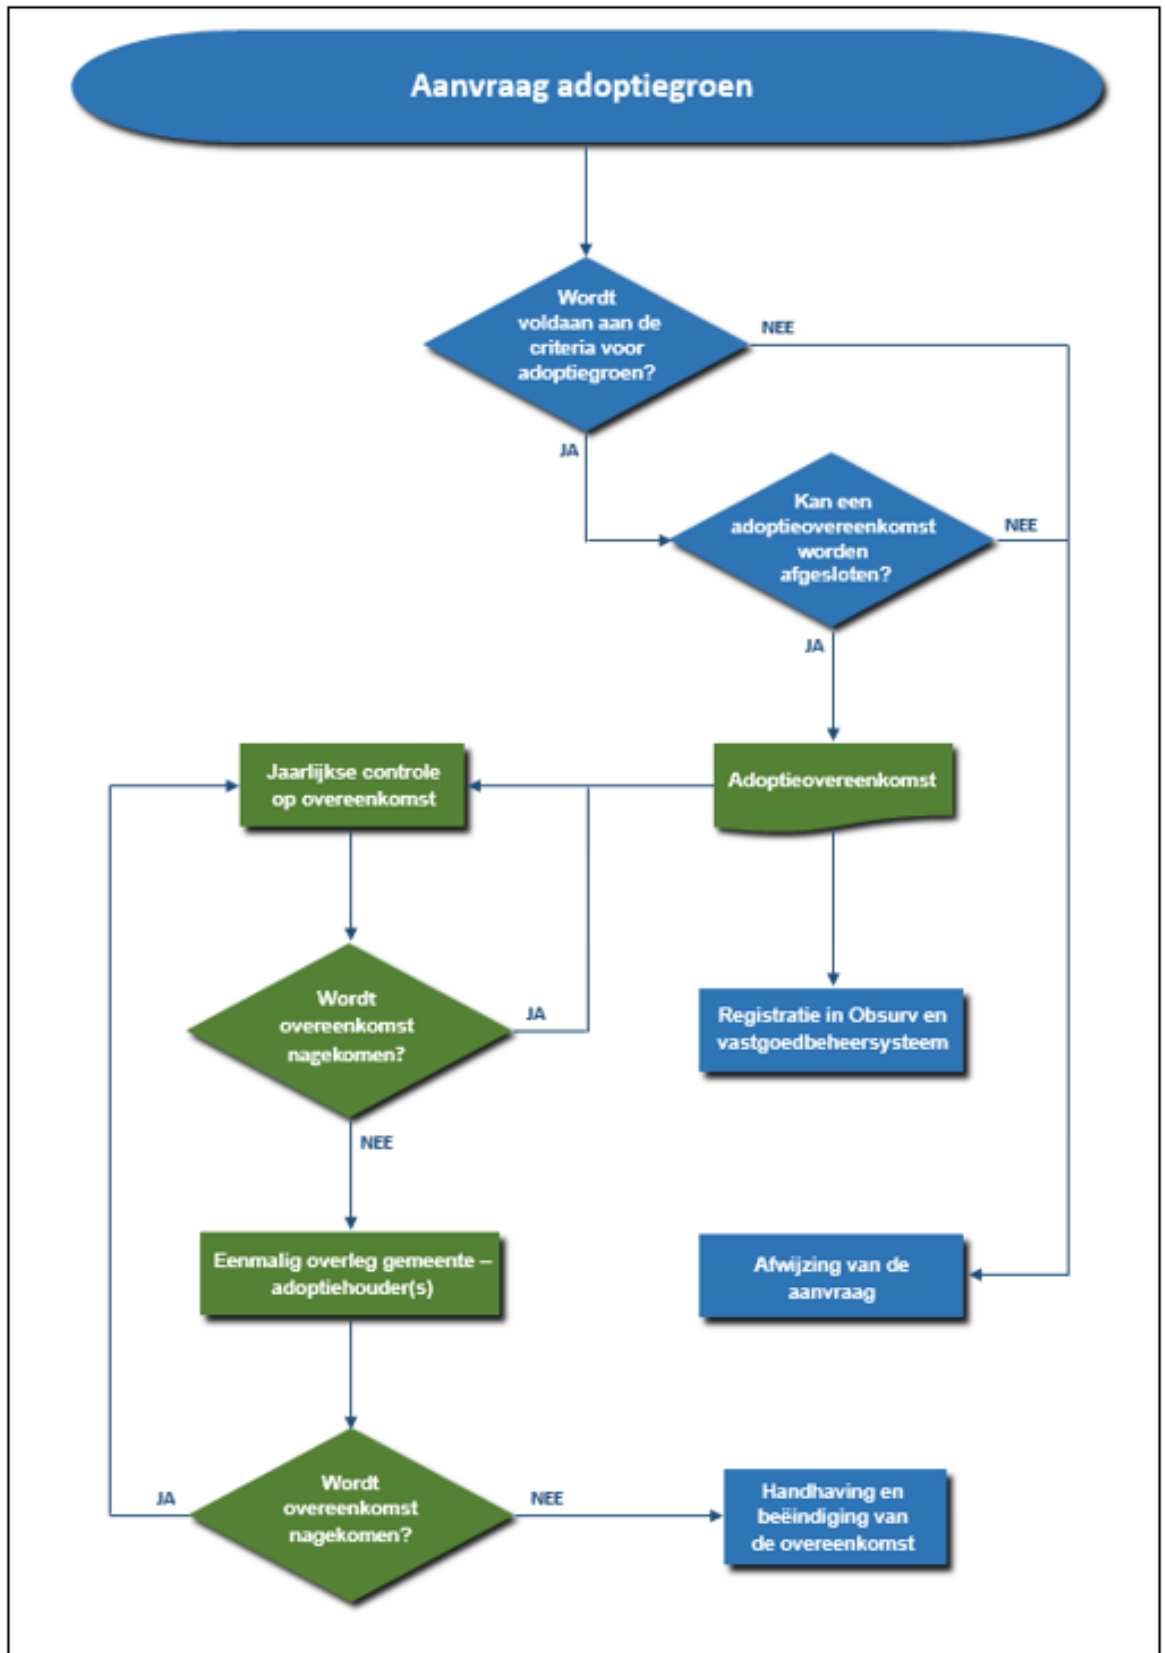 Aanvraag adoptiegroen
Wordt
voldaan aan de
criteria voor
adoptiegroen?
NEE
JA
Kan een
adoptieovereenkomst
worden
afgesloten?
NEE
JA
Jaarlijkse controle
op overeenkomst
Adoptieovereenkomst
Wordt
overeenkomst
nagekomen?
JA
NEE
Registratie in Obsurv en
vastgoedbeheersysteem
Eenmalig overleg gemeente –
adoptiehouder(s)
Afwijzing van de
aanvraag
Wordt
overeenkomst
nagekomen?
JA
NEE
Handhaving en
beëindiging van
de overeenkomst